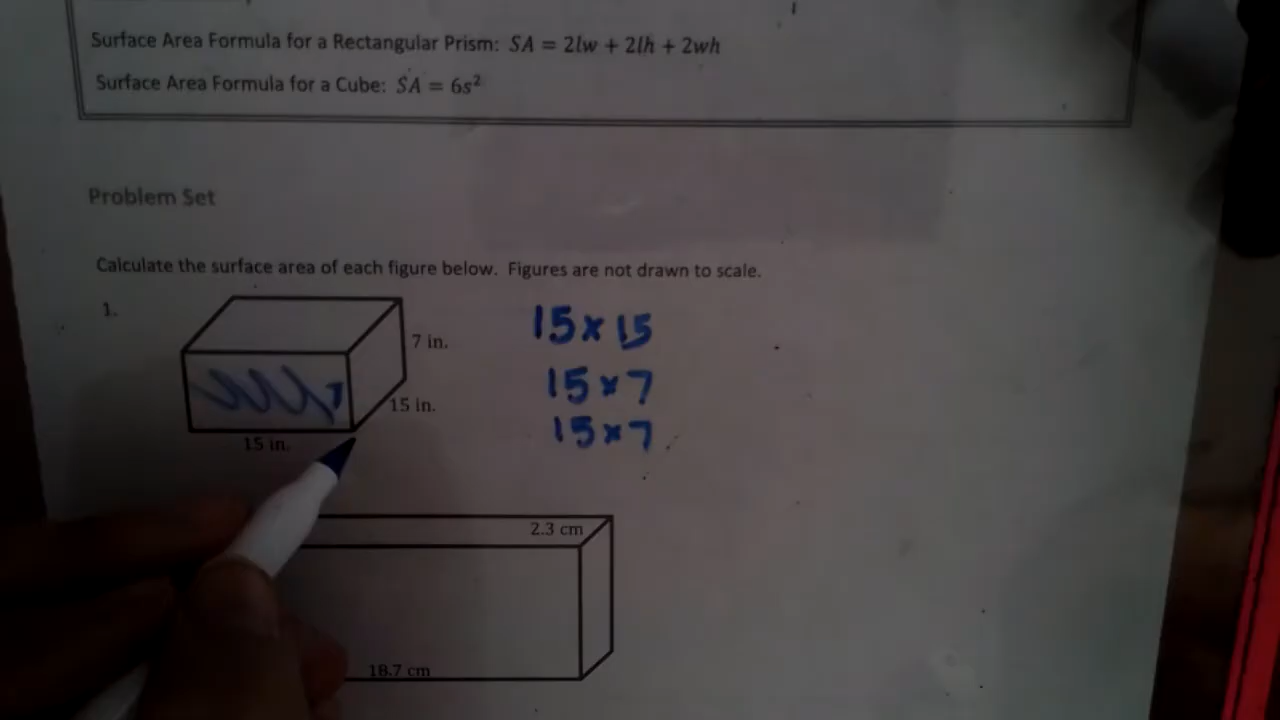 Surface Area Formula for a Rectangular Prism: SA = 2lw + 2lh + 2wh
Surface Area Formula for a Cube: SA = 6s²
Problem Set
Calculate the surface area of each figure below. Figures are not drawn to scale.
1.
7 in.
15 in.
15 in.
15 × 15
15 × 7
15 × 7
2.3 cm
18.7 cm